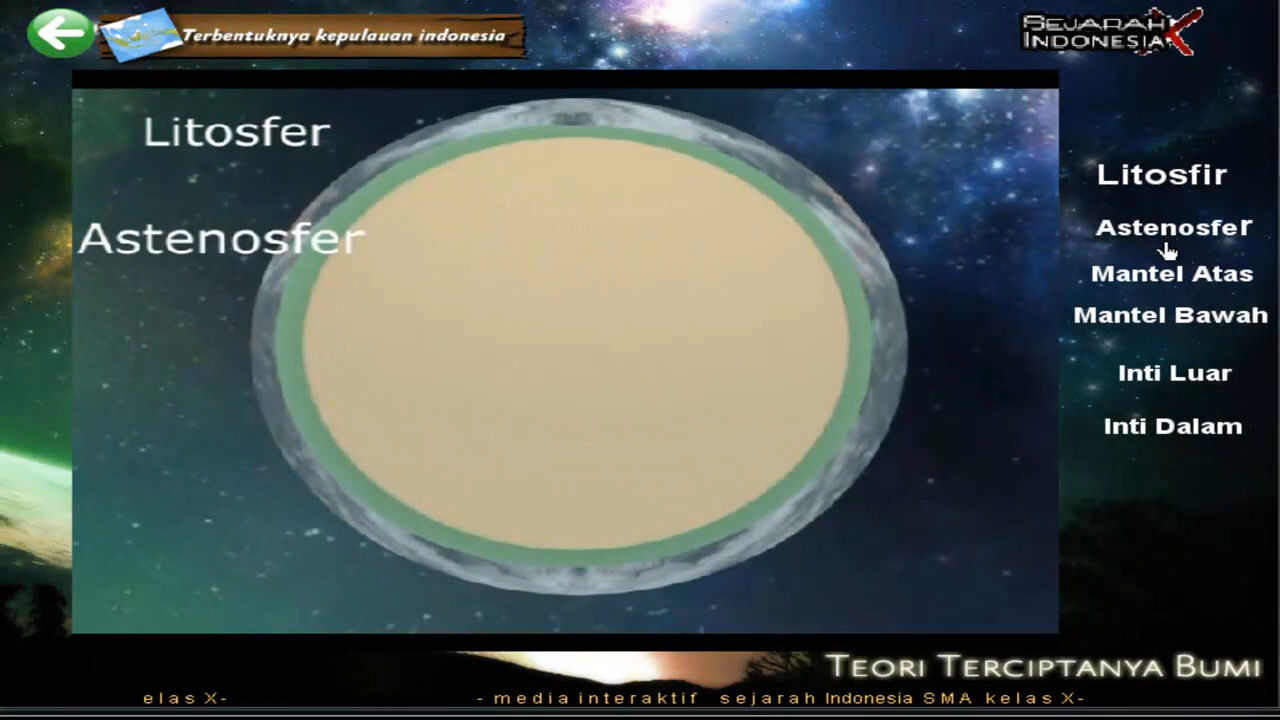 Terbentuknya kepulauan indonesia
SEJARAH
INDONESIA X
Litosfer
Astenosfer
Litosfir
Astenosfer
Mantel Atas
Mantel Bawah
Inti Luar
Inti Dalam
TEORI TERCIPTANYA BUMI
elas X-
- media interaktif sejarah Indonesia SMA kelas X-